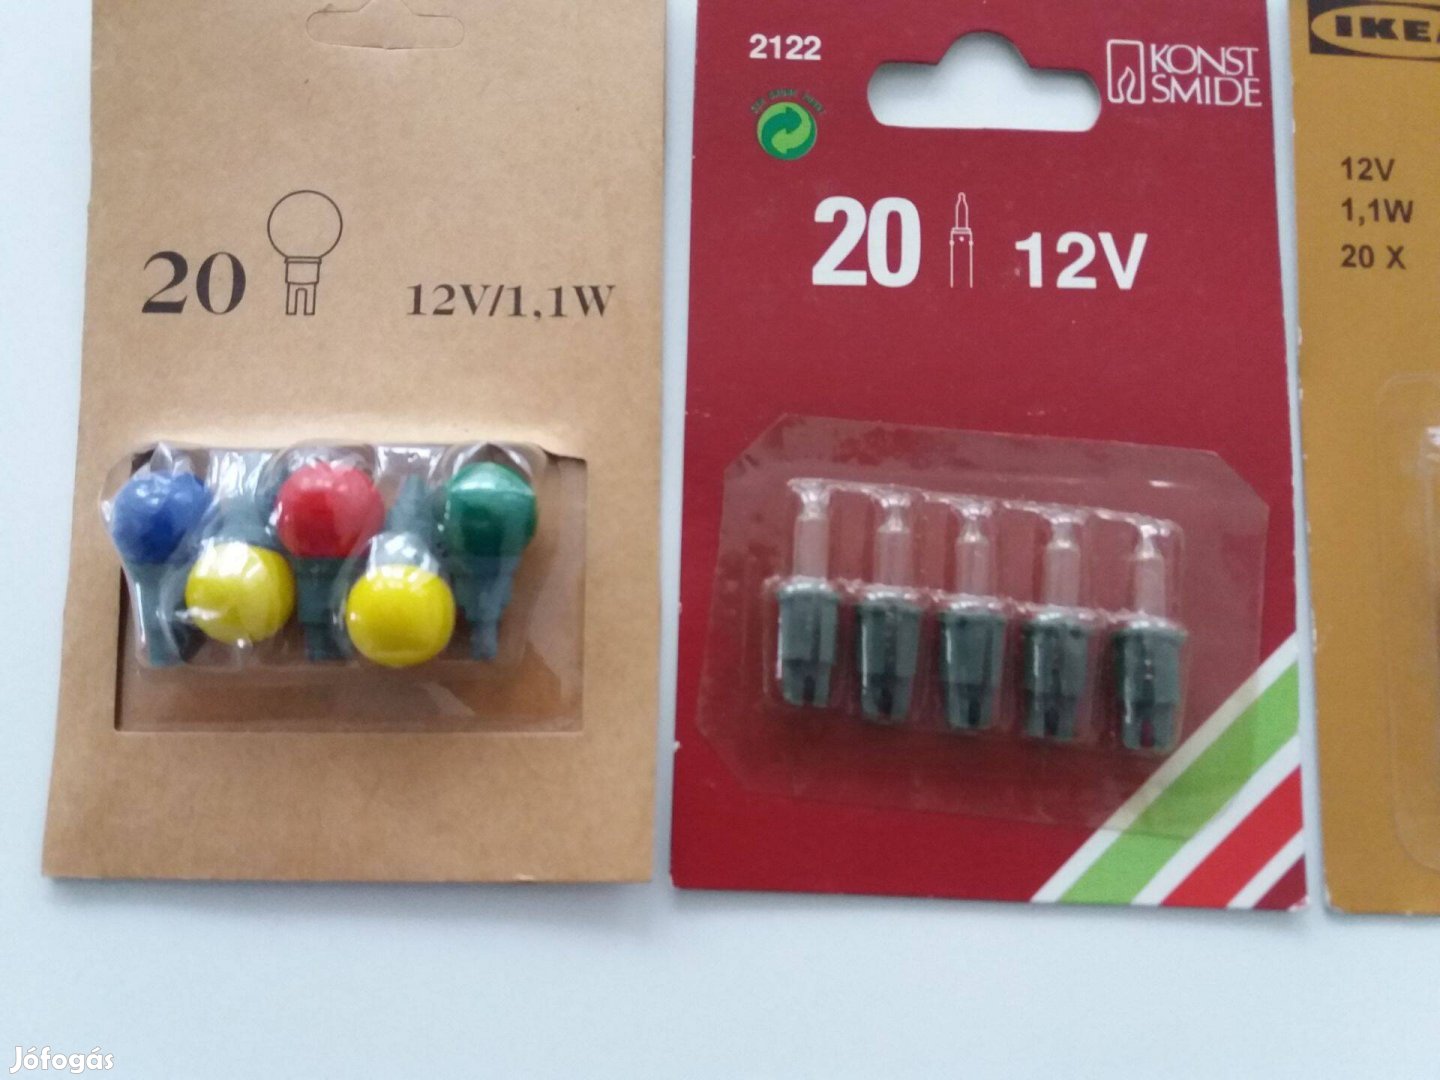 20
12V/1,1W
2122
KONST
SMIDE
20
12V
IKEA
12V
1,1W
20 X
Jófogás